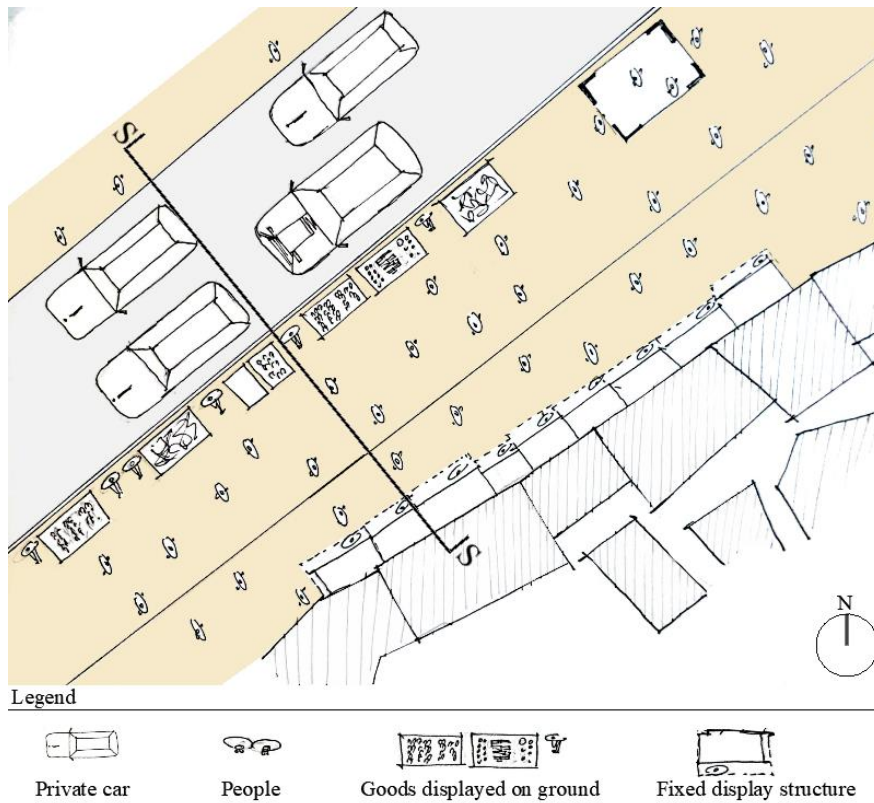 S
S
N
Legend
Private car
People
Goods displayed on ground
Fixed display structure